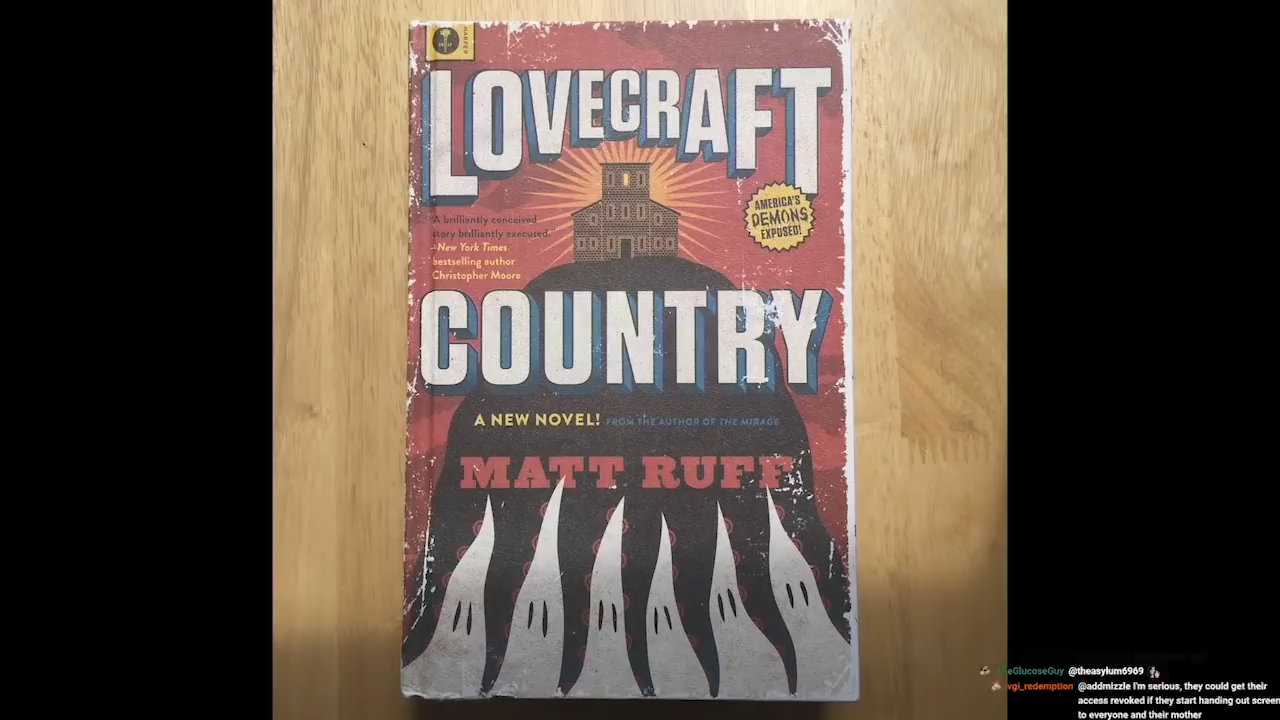 HARPER
LOVECRAFT
AMERICA'S
DEMONS
EXPOSED!
"A brilliantly conceived
story brilliantly executed."
—New York Times
bestselling author
Christopher Moore
COUNTRY
A NEW NOVEL! FROM THE AUTHOR OF THE MIRAGE
MATT RUFF
TheGlucoseGuy @theasylum6969
vgi_redemption @addmizzle I'm serious, they could get their
access revoked if they start handing out screen
to everyone and their mother